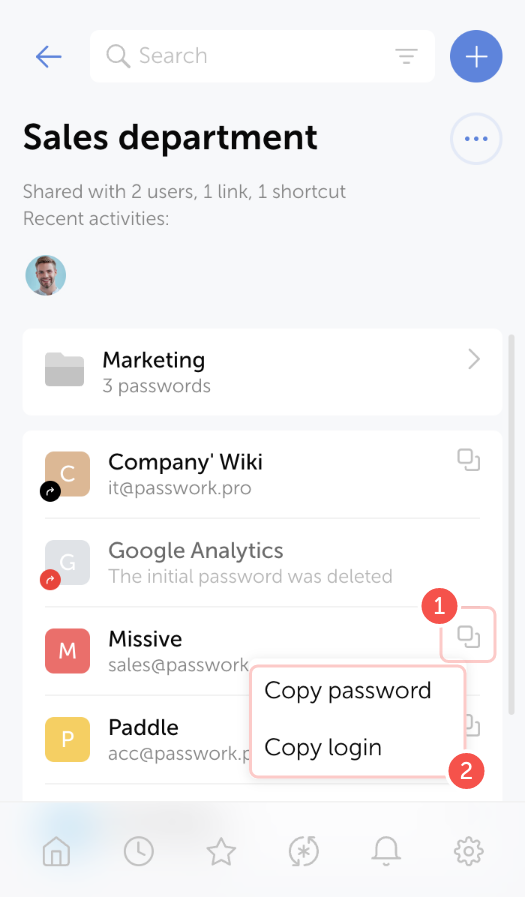 Search
Sales department
Shared with 2 users, 1 link, 1 shortcut
Recent activities:
Marketing
3 passwords
C
Company' Wiki
it@passwork.pro
G
Google Analytics
The initial password was deleted
1
M
Missive
sales@passwork
Copy password
P
Paddle
acc@passwork.p
Copy login
2